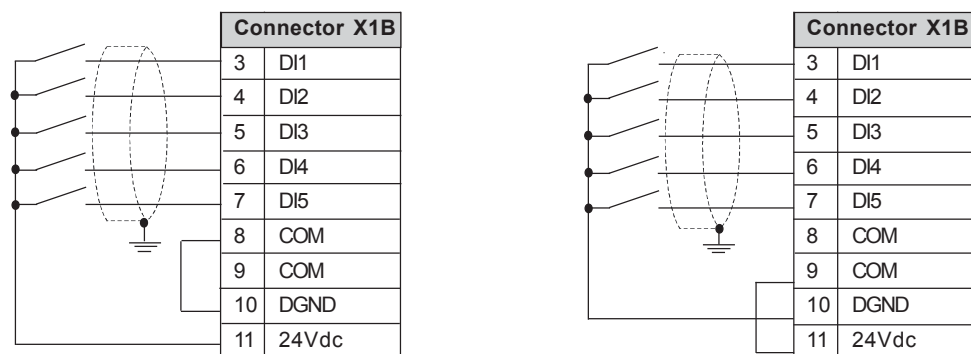 Connector X1B
3 DI1
4 DI2
5 DI3
6 DI4
7 DI5
8 COM
9 COM
10 DGND
11 24Vdc
Connector X1B
3 DI1
4 DI2
5 DI3
6 DI4
7 DI5
8 COM
9 COM
10 DGND
11 24Vdc